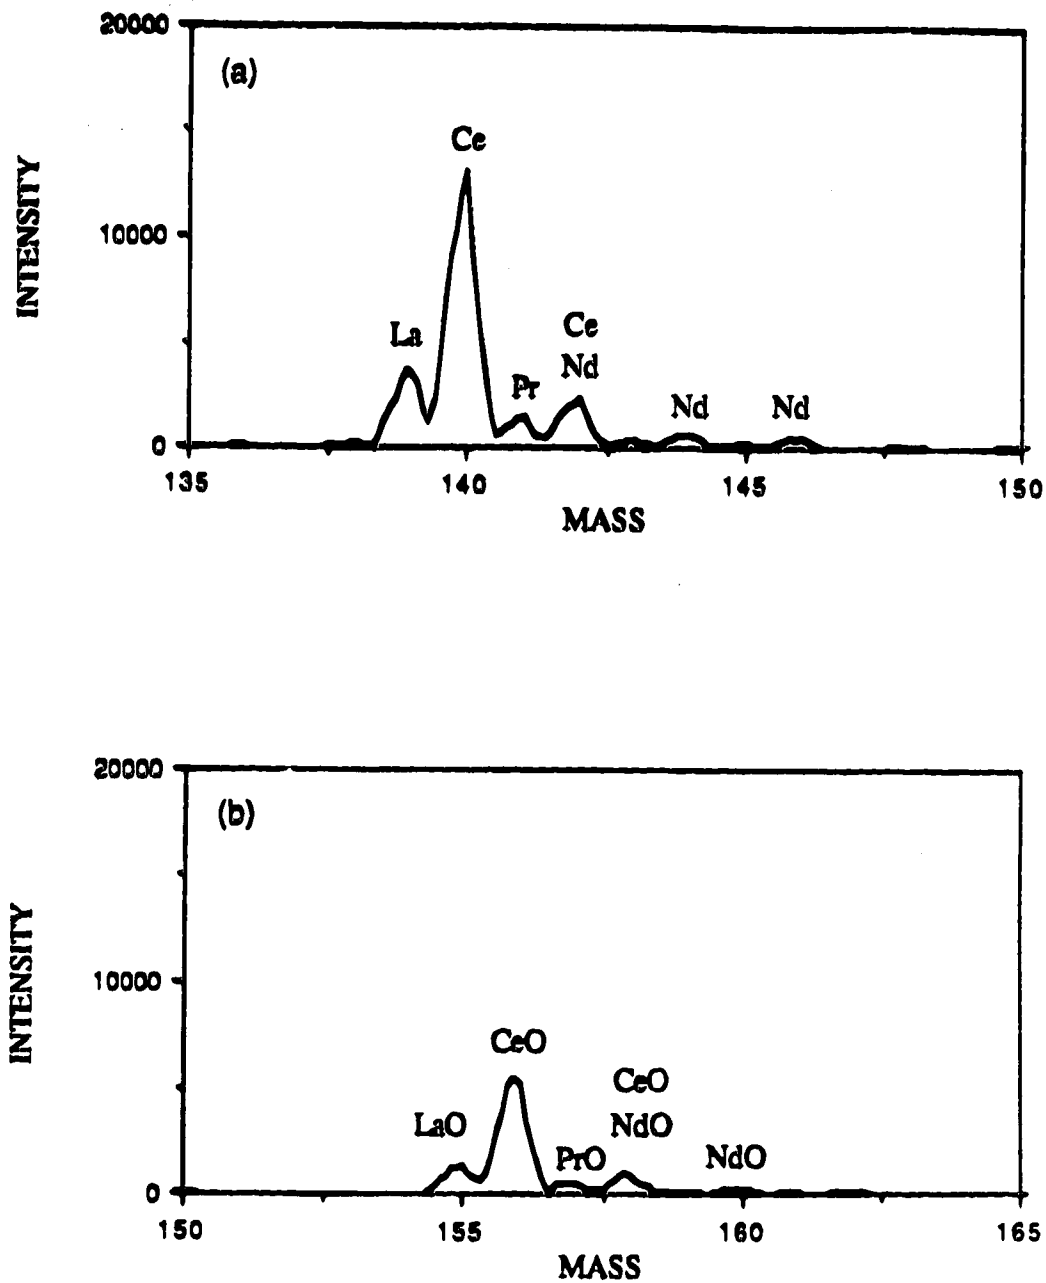 20000
(a)
Ce
INTENSITY
10000
Ce
La
Nd
Pr
Nd
Nd
0
135
140
145
150
MASS
20000
(b)
INTENSITY
10000
CeO
CeO
LaO
NdO
PrO
NdO
0
150
155
160
165
MASS